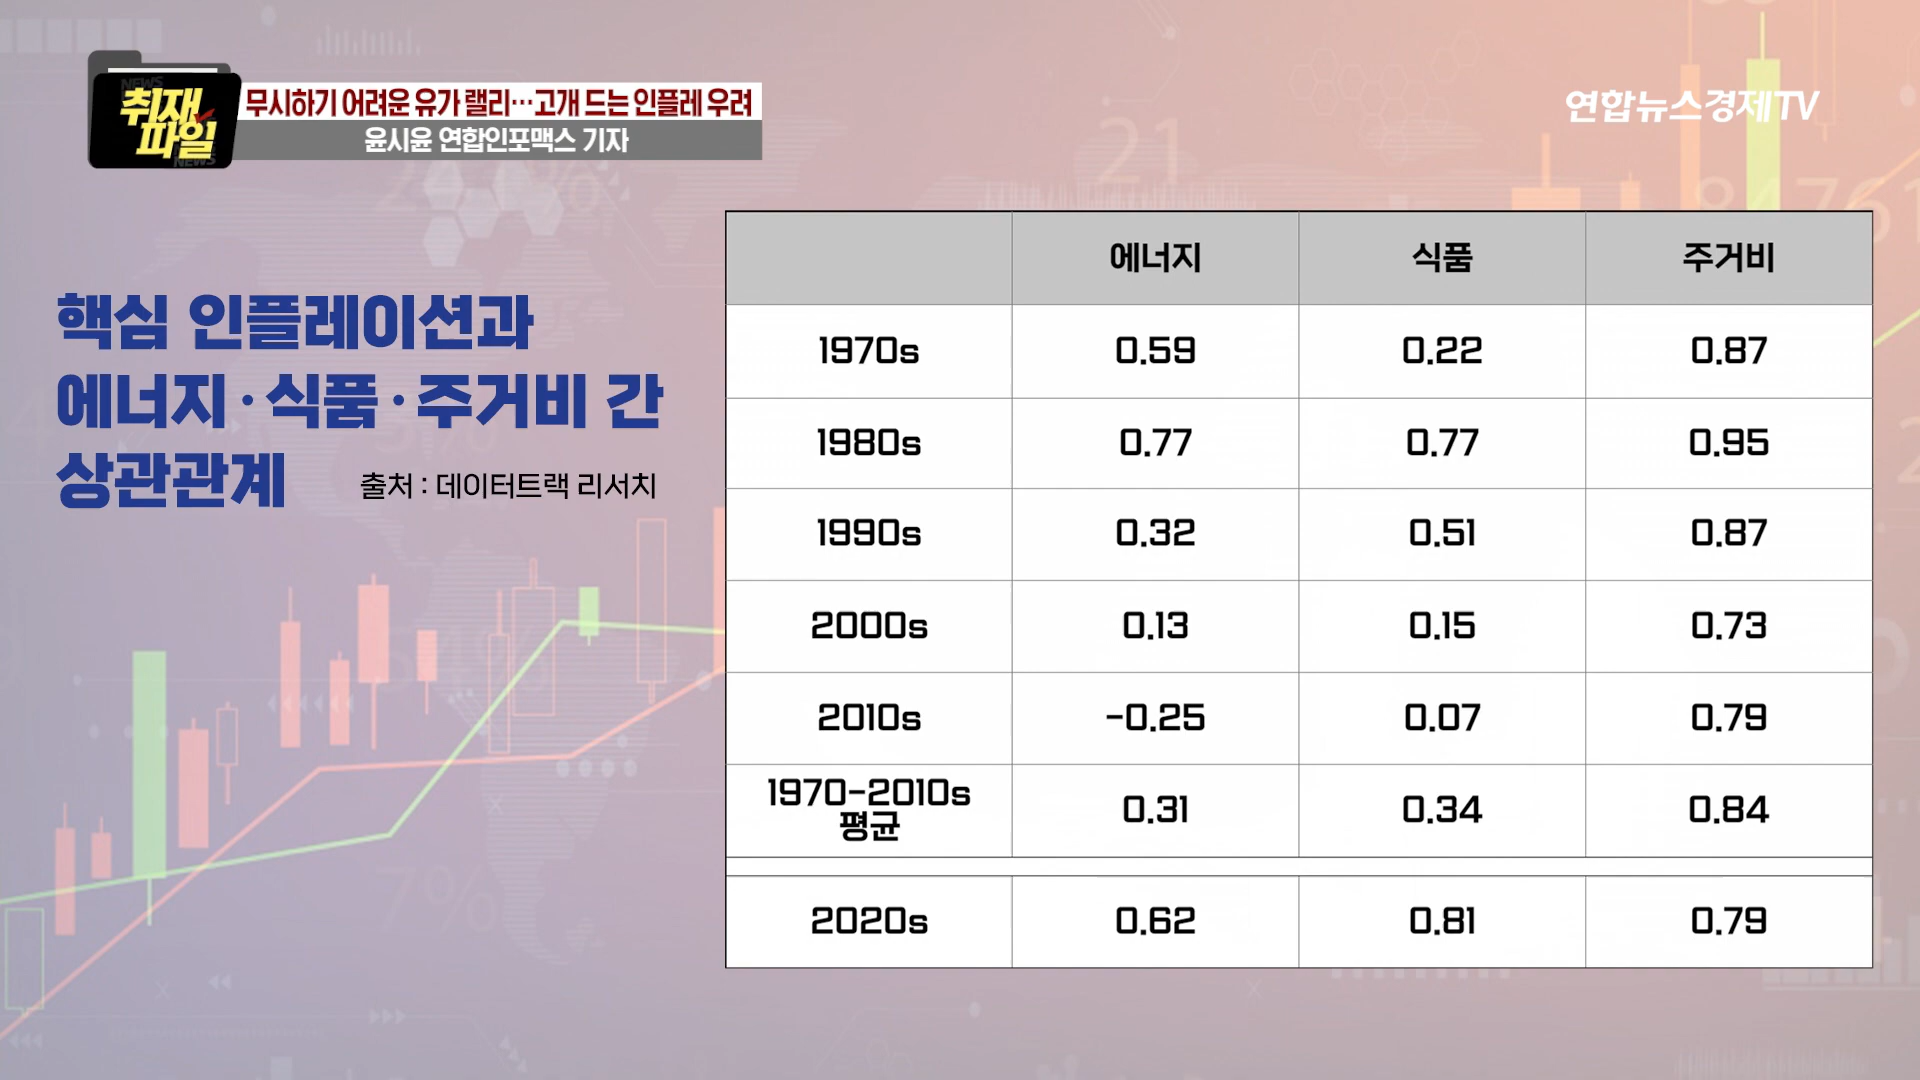 취재파일
NEWS
NEWS
무시하기 어려운 유가 랠리…고개 드는 인플레 우려
윤시윤 연합인포맥스 기자
연합뉴스경제TV
핵심 인플레이션과
에너지·식품·주거비 간
상관관계
출처 : 데이터트랙 리서치
에너지 식품 주거비
1970s 0.59 0.22 0.87
1980s 0.77 0.77 0.95
1990s 0.32 0.51 0.87
2000s 0.13 0.15 0.73
2010s -0.25 0.07 0.79
1970-2010s
평균 0.31 0.34 0.84
2020s 0.62 0.81 0.79
21
7%